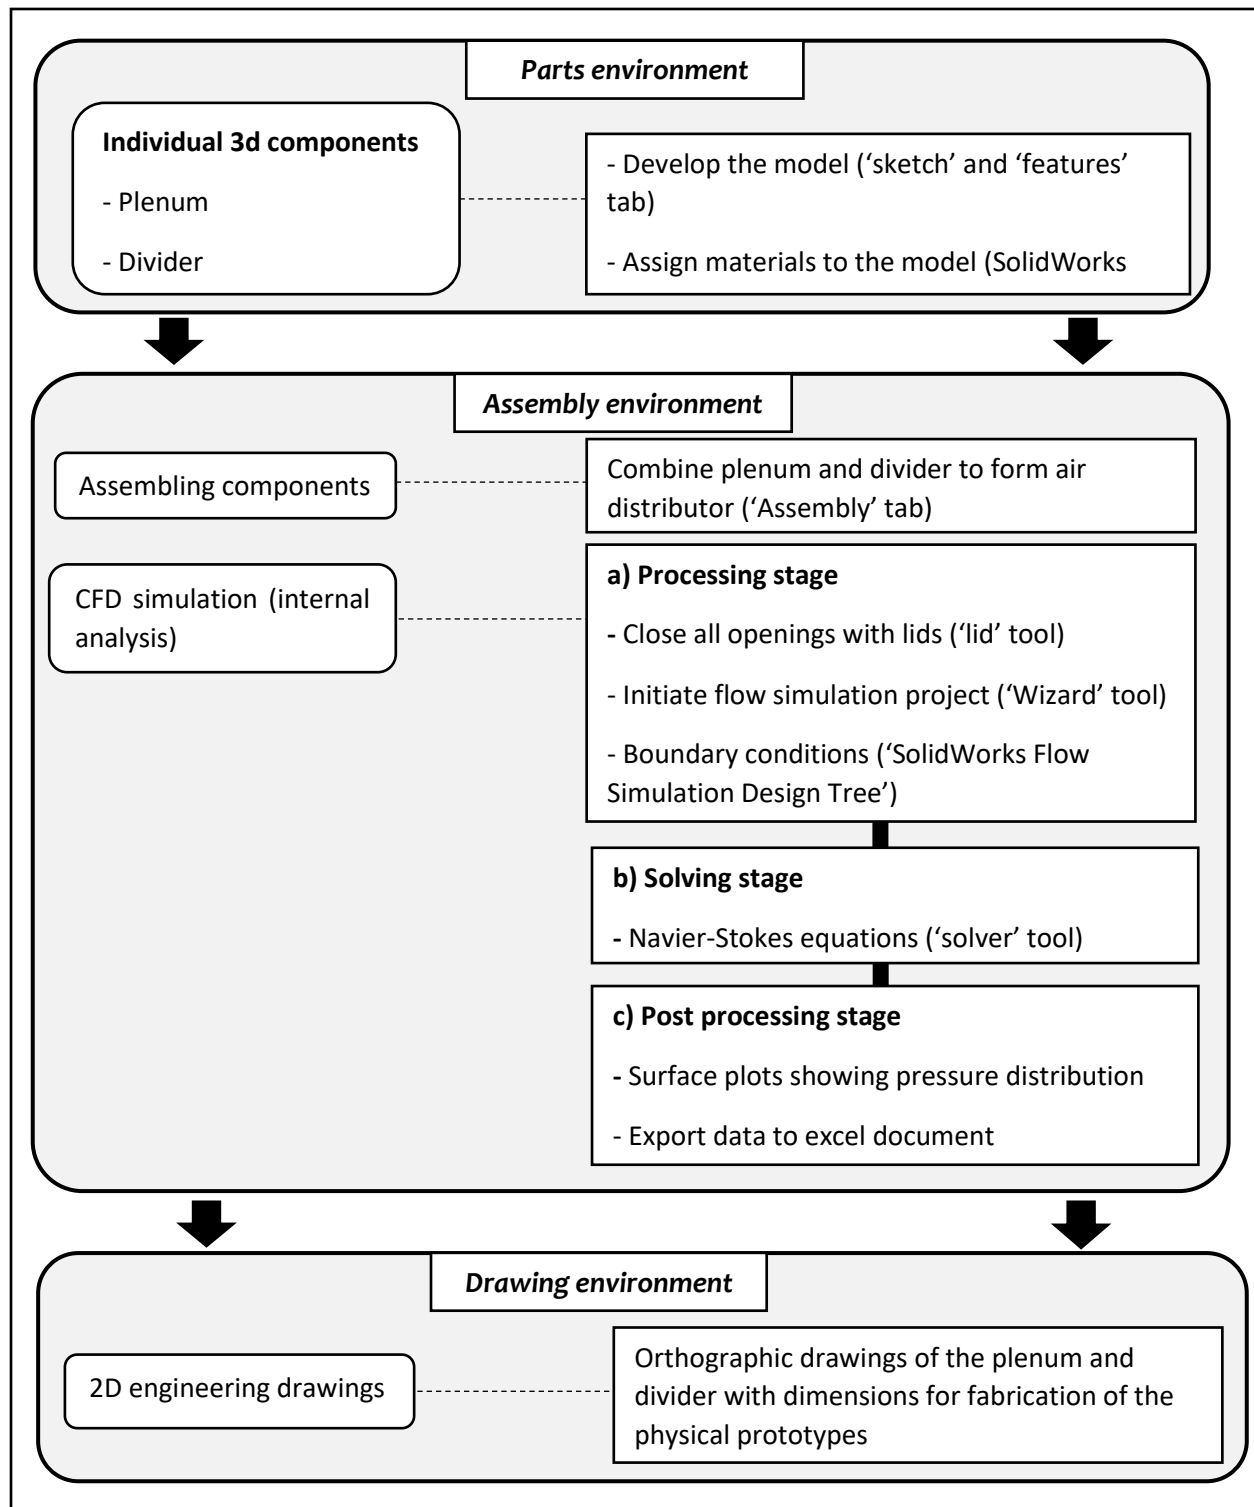 Parts environment
Individual 3d components
- Plenum
- Divider
- Develop the model (‘sketch’ and ‘features’
tab)
- Assign materials to the model (SolidWorks
Assembly environment
Assembling components
Combine plenum and divider to form air
distributor (‘Assembly’ tab)
CFD simulation (internal
analysis)
a) Processing stage
- Close all openings with lids (‘lid’ tool)
- Initiate flow simulation project (‘Wizard’ tool)
- Boundary conditions (‘SolidWorks Flow
Simulation Design Tree’)
b) Solving stage
- Navier-Stokes equations (‘solver’ tool)
c) Post processing stage
- Surface plots showing pressure distribution
- Export data to excel document
Drawing environment
2D engineering drawings
Orthographic drawings of the plenum and
divider with dimensions for fabrication of the
physical prototypes